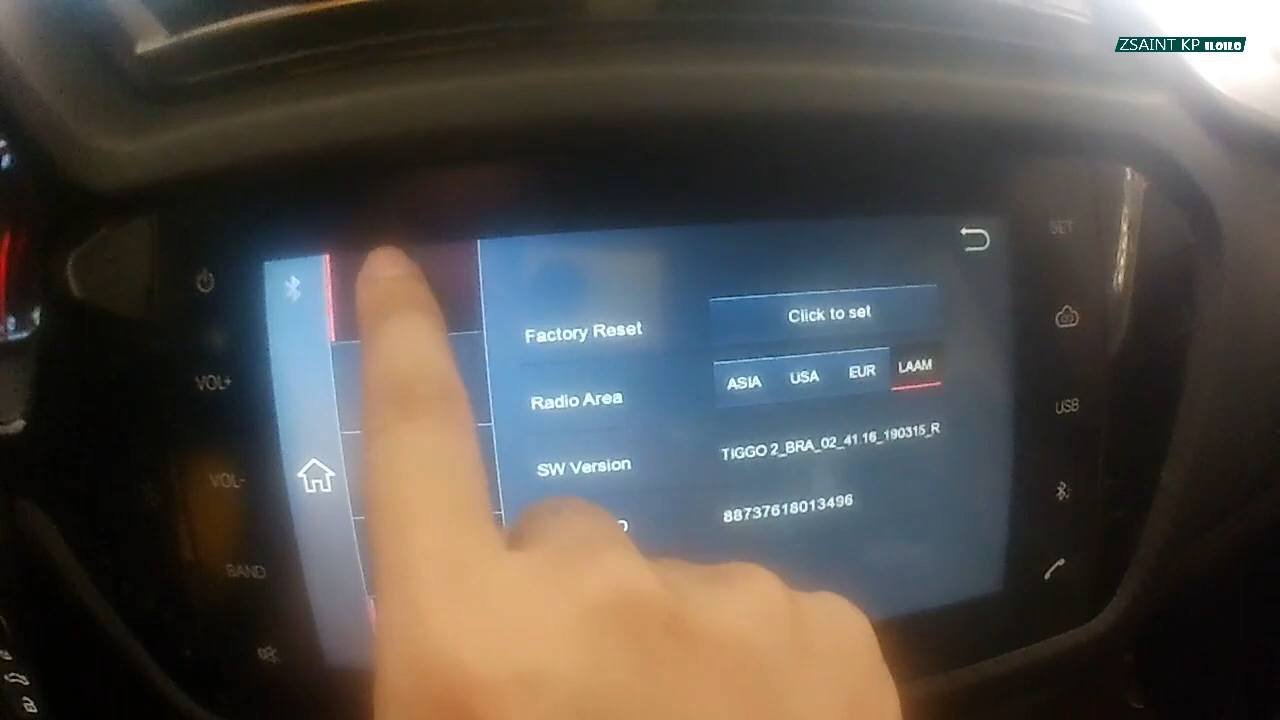 ZSAINT KP ILOILO
SET
Factory Reset
Click to set
VOL+
Radio Area
ASIA
USA
EUR
LAAM
USB
SW Version
TIGGO 2_BRA_02_41.16_190315_R
VOL-
88737618013496
BAND